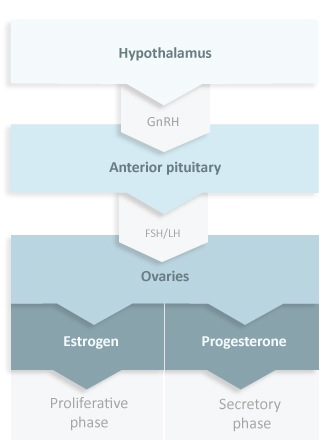 Hypothalamus
GnRH
Anterior pituitary
FSH/LH
Ovaries
Estrogen
Progesterone
Proliferative
phase
Secretory
phase